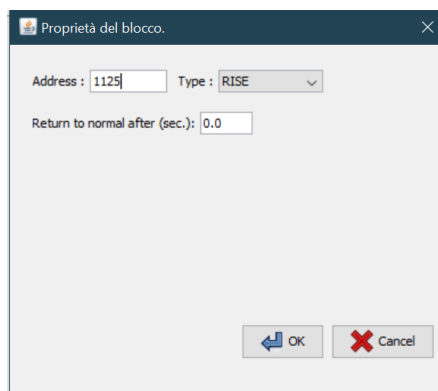 Proprietà del blocco.
Address : 1125 Type : RISE
Return to normal after (sec.): 0.0
OK Cancel